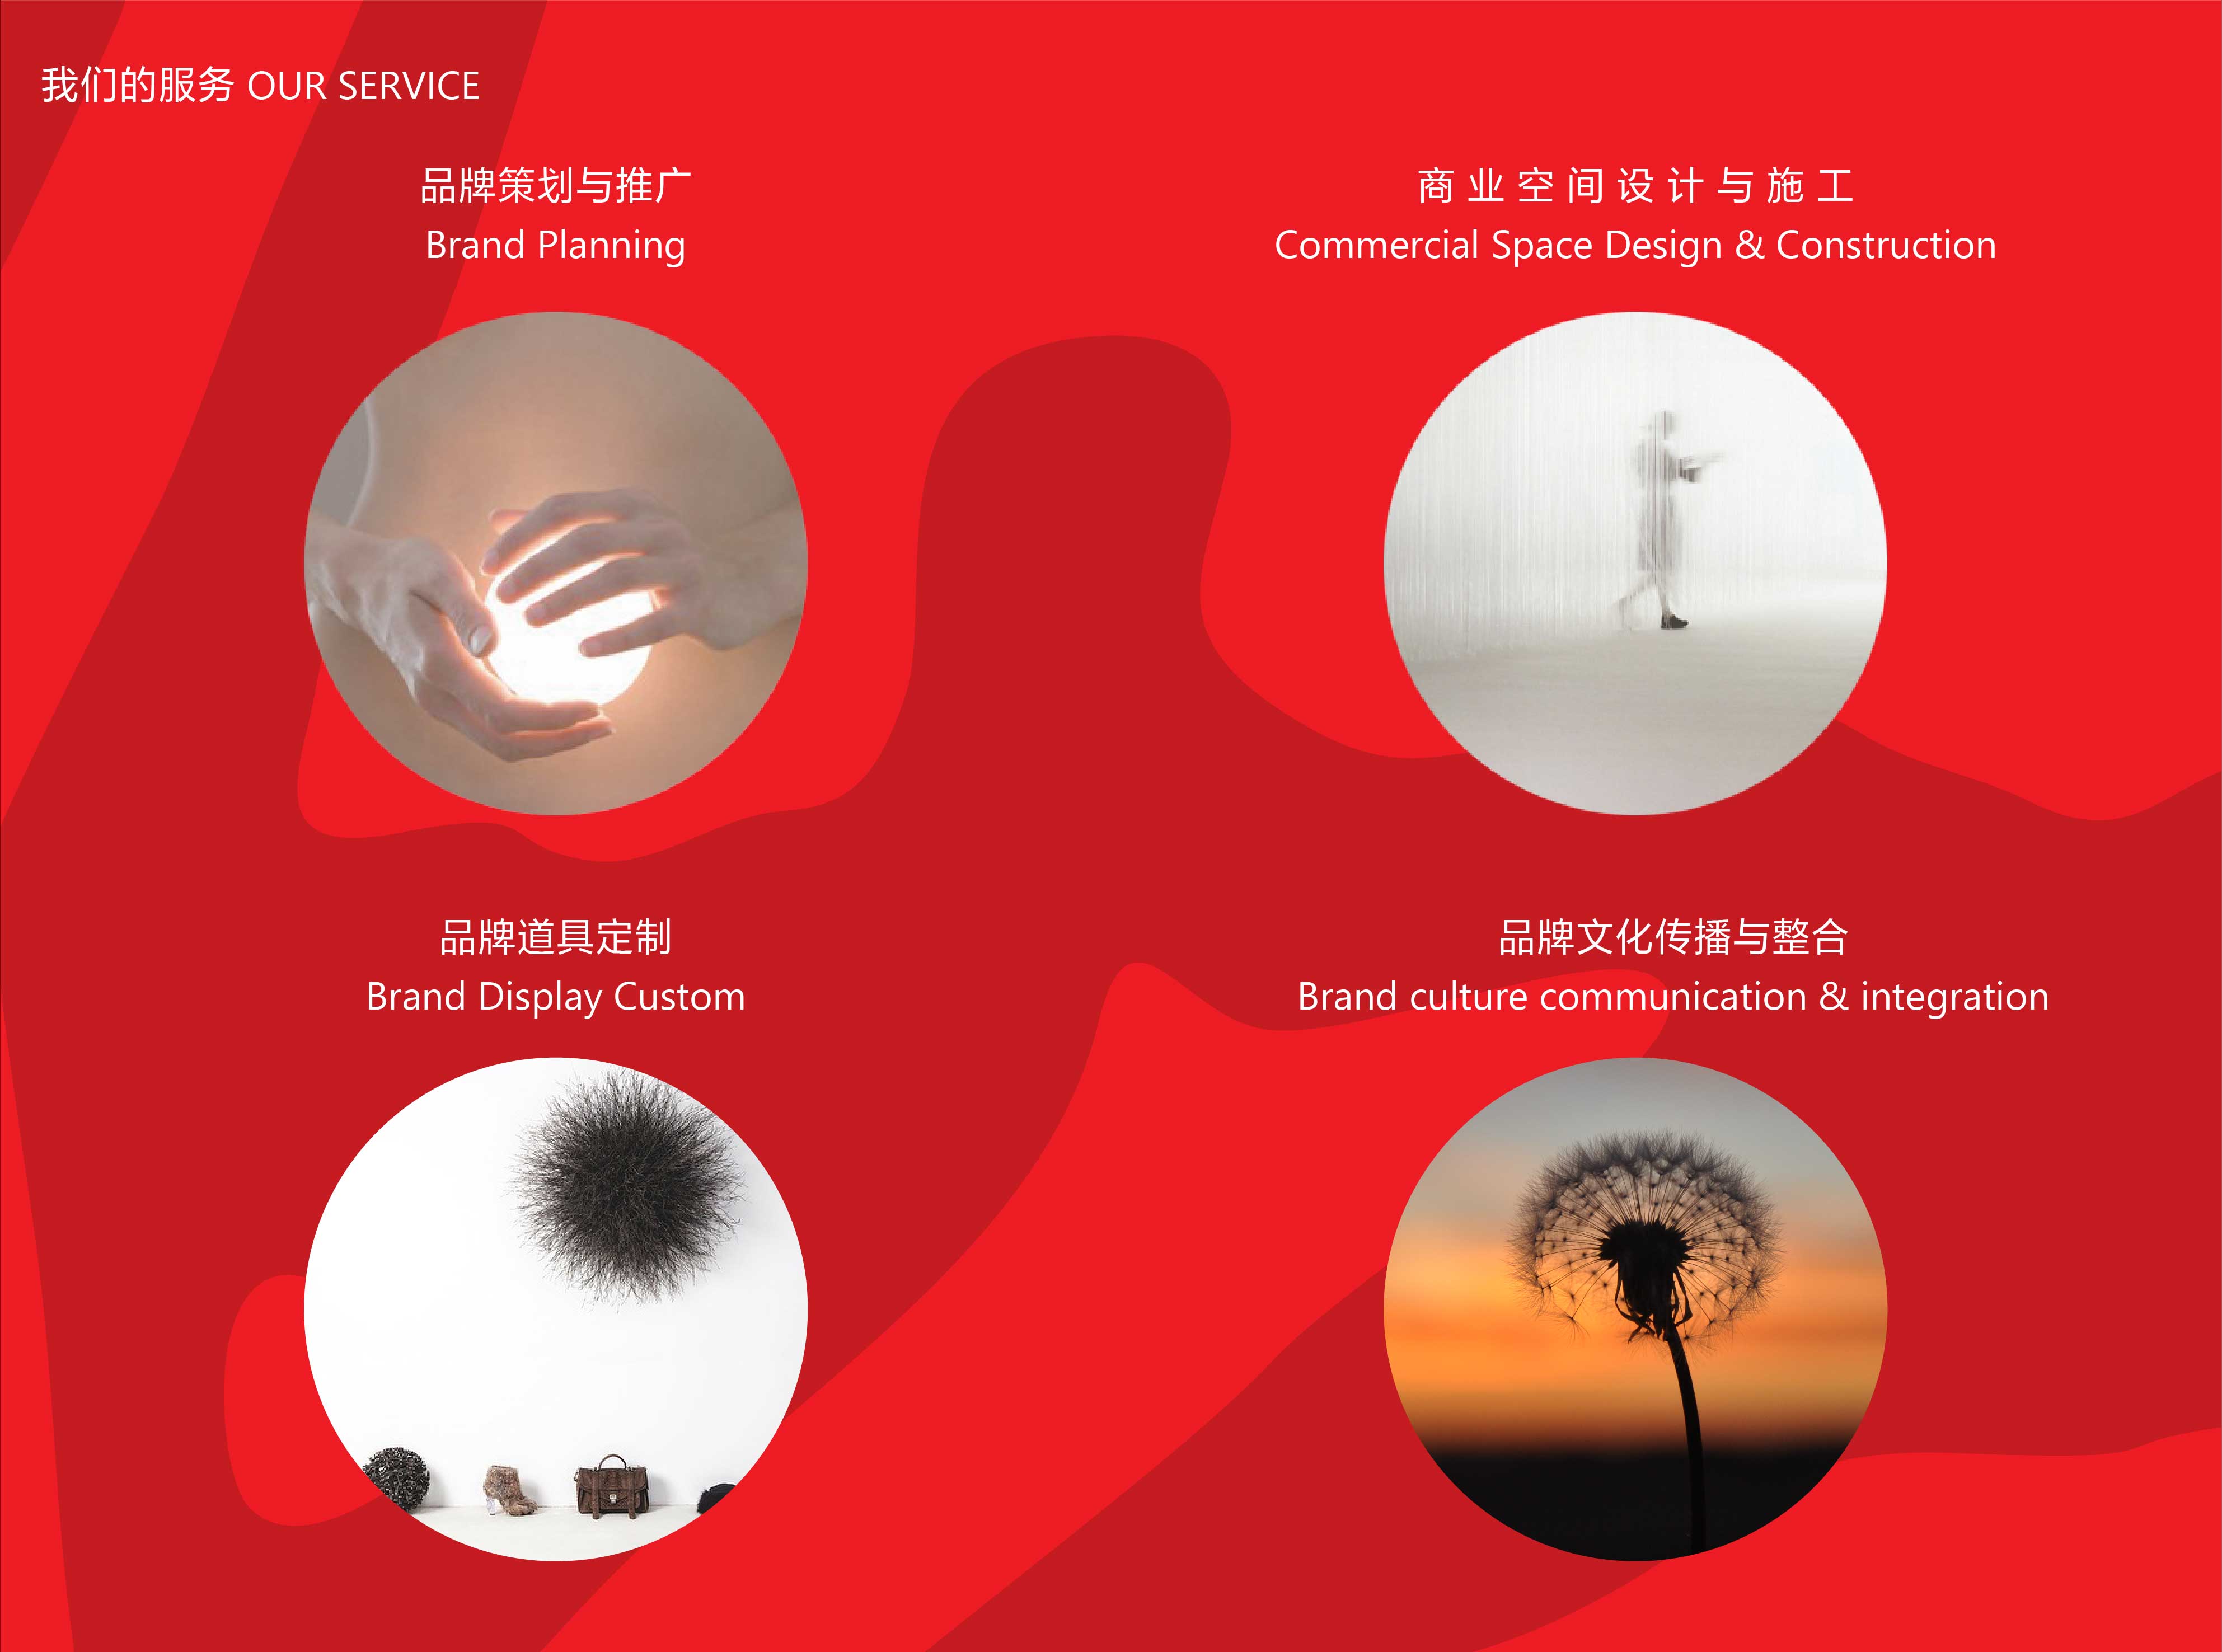 我们的服务 OUR SERVICE
品牌策划与推广
Brand Planning
商业空间设计与施工
Commercial Space Design & Construction
品牌道具定制
Brand Display Custom
品牌文化传播与整合
Brand culture communication & integration